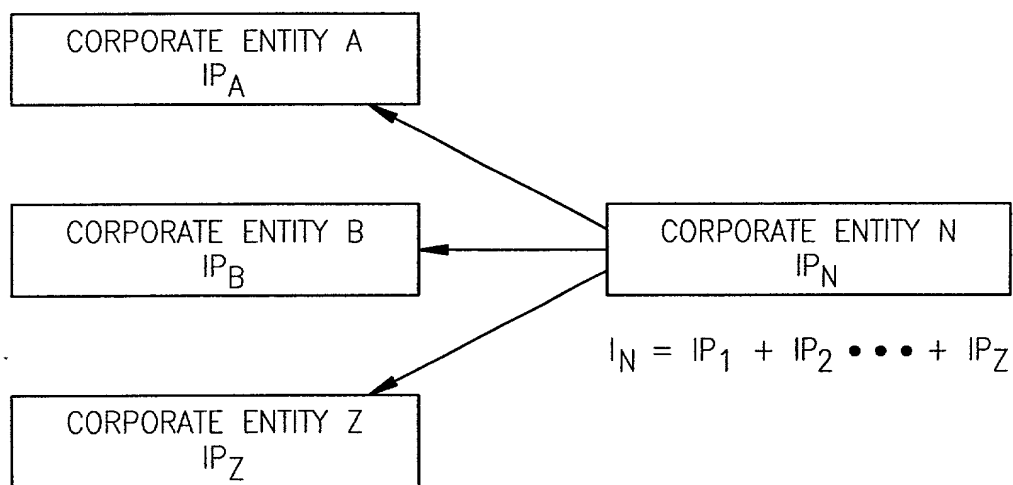 CORPORATE ENTITY A
IP_A
CORPORATE ENTITY B
IP_B
CORPORATE ENTITY N
IP_N
I_N = IP_1 + IP_2 ••• + IP_Z
CORPORATE ENTITY Z
IP_Z